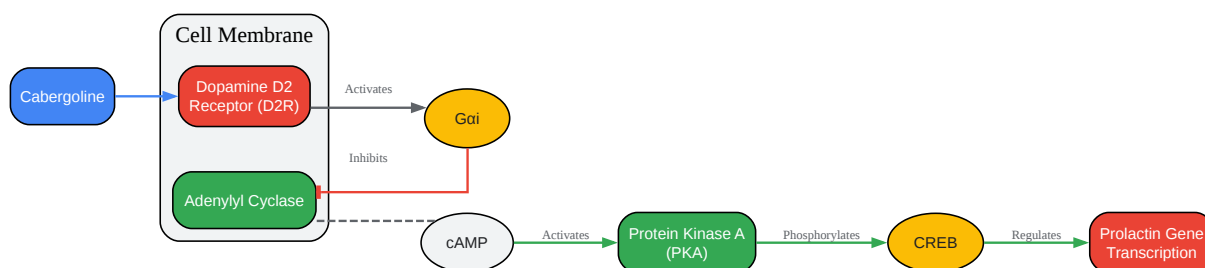 Cell Membrane
Cabergoline
Dopamine D2
Receptor (D2R)
Activates
Gαi
Inhibits
Adenylyl Cyclase
cAMP
Activates
Protein Kinase A
(PKA)
Phosphorylates
CREB
Regulates
Prolactin Gene
Transcription